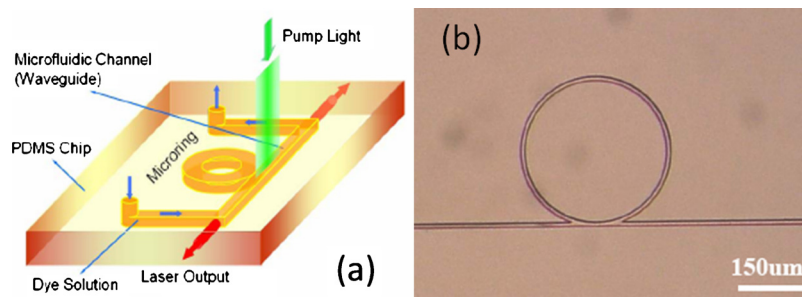 Pump Light
Microfluidic Channel
(Waveguide)
PDMS Chip
Microring
Dye Solution
Laser Output
(a)
(b)
150um